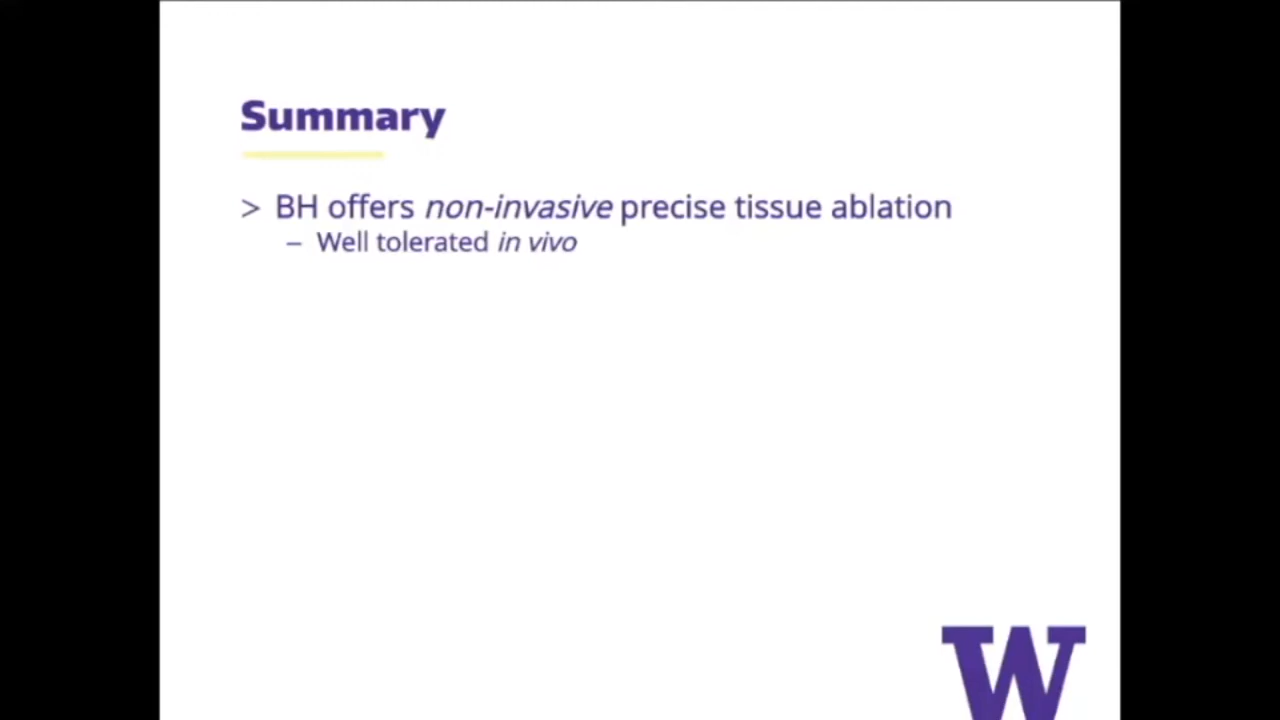 Summary
> BH offers non-invasive precise tissue ablation
– Well tolerated in vivo
W